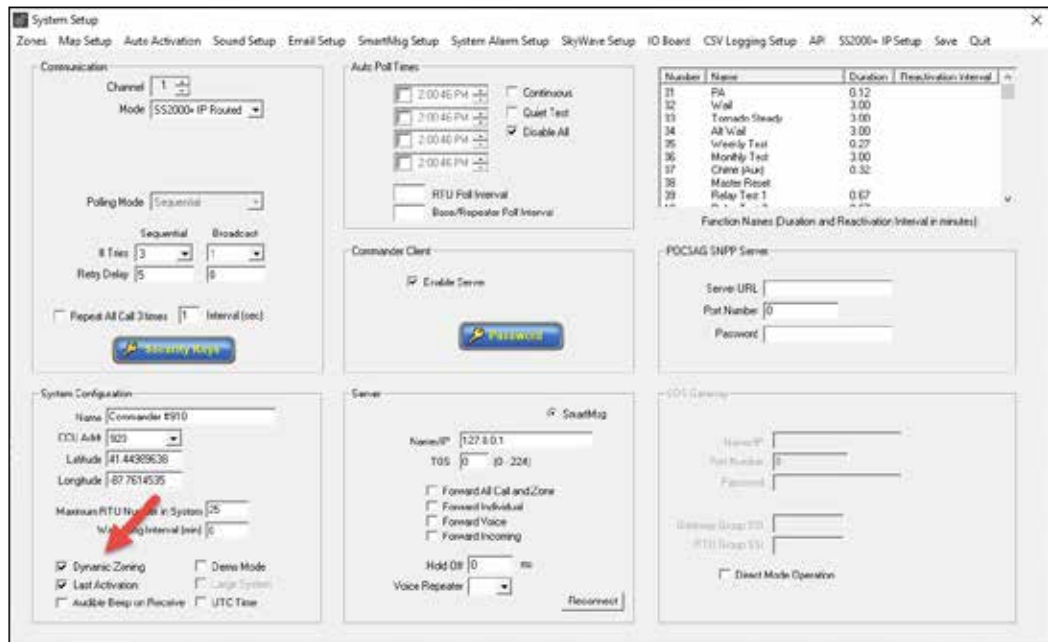 System Setup
Zones Map Setup Auto Activation Sound Setup Email Setup SmartMsg Setup System Alarm Setup SkyWave Setup IO Board CSV Logging Setup API SS2000+ IP Setup Save Quit
Communication
Channel 1
Mode SS2000+ IP Routed
Polling Mode Sequential
Sequential Broadcast
# Tries 3 1
Retry Delay 5 0
Repeat All Call 3 times 1 Interval (sec)
Security Keys
Auto Poll Times
2:00:46 PM Continuous
2:00:46 PM Quiet Test
2:00:46 PM Disable All
2:00:46 PM
RTU Poll Interval
Base/Repeater Poll Interval
Number Name Duration Reactivation Interval
31 PA 0.12
32 Wail 3.00
33 Tornado Steady 3.00
34 Alt Wail 3.00
35 Weekly Test 0.27
36 Monthly Test 3.00
37 Chime (Aux) 0.32
38 Master Reset
39 Relay Test 1 0.67
Function Names (Duration and Reactivation Interval in minutes)
Commander Client
Enable Server
Password
POCSAG SNPP Server
Server URL
Port Number 0
Password
System Configuration
Name Commander #910
CCU Addr 920
Latitude 41.44389638
Longitude -87.7614535
Maximum RTU Number in System 25
Interval (min)
Dynamic Zoning Demo Mode
Last Activation Large System
Audible Beep on Receive UTC Time
Server
SmartMsg
Name/IP 127.0.0.1
TOS 0 (0 - 224)
Forward All Call and Zone
Forward Individual
Forward Voice
Forward Incoming
Hold Off 0 ms
Voice Repeater
Reconnect
Gateway
Name/IP
Port Number 0
Password
Gateway Group SSI
RTU Group SSI
Direct Mode Operation